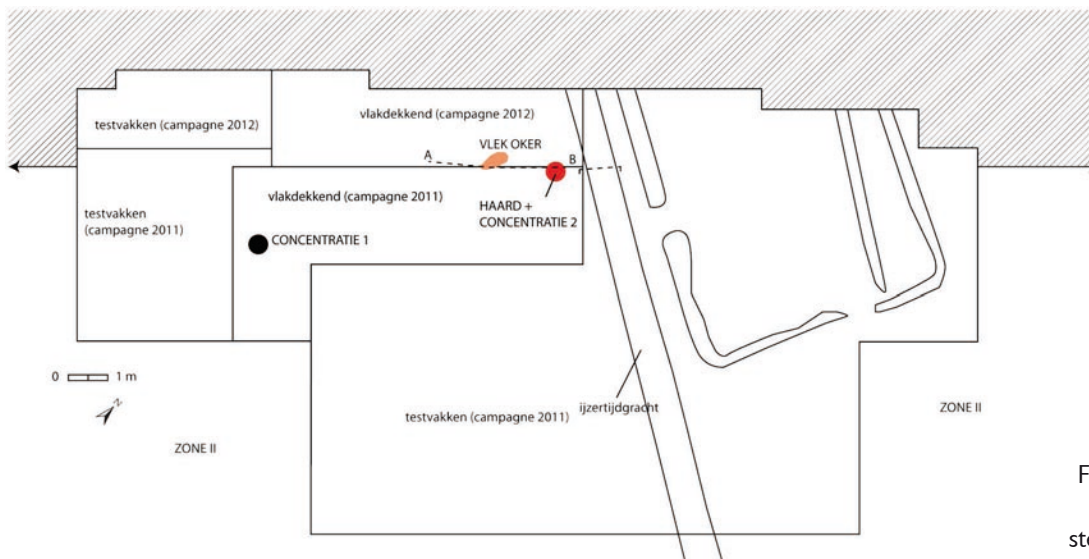 testvakken (campagne 2012)
vlakdekkend (campagne 2012)
VLEK OKER
A
B
vlakdekkend (campagne 2011)
HAARD +
CONCENTRATIE 2
testvakken
(campagne 2011)
CONCENTRATIE 1
0 1 m
N
testvakken (campagne 2011)
ijzertijdgracht
ZONE II
ZONE II
F
st